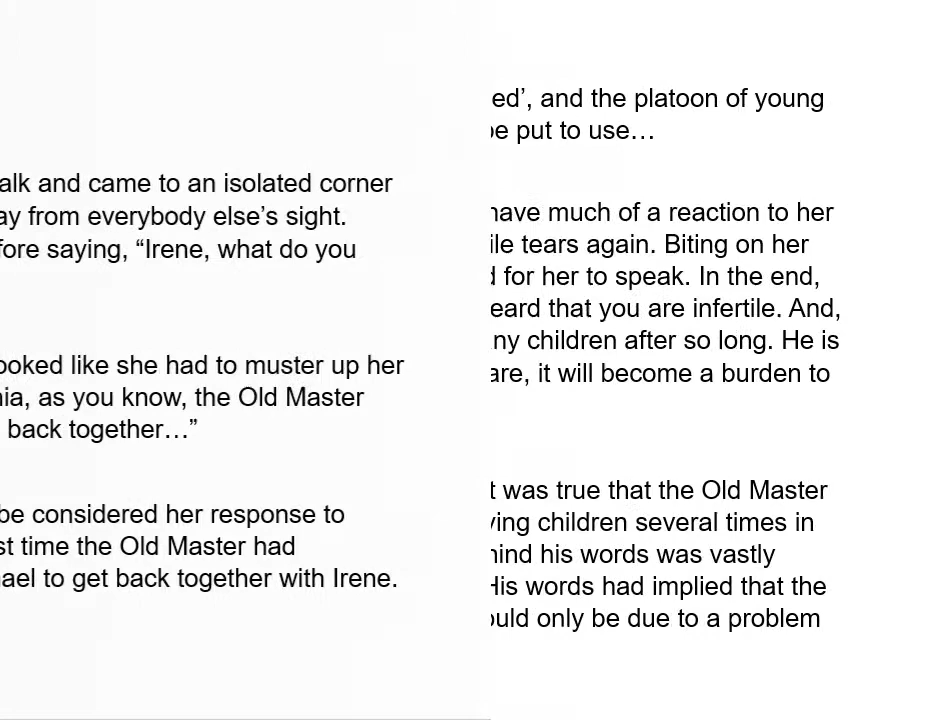 alk and came to an isolated corner
ay from everybody else’s sight.
fore saying, “Irene, what do you
ooked like she had to muster up her
nia, as you know, the Old Master
back together…”
be considered her response to
st time the Old Master had
ael to get back together with Irene.
ed’, and the platoon of young
be put to use…
have much of a reaction to her
ile tears again. Biting on her
d for her to speak. In the end,
eard that you are infertile. And,
ny children after so long. He is
are, it will become a burden to
t was true that the Old Master
ving children several times in
hind his words was vastly
His words had implied that the
ould only be due to a problem